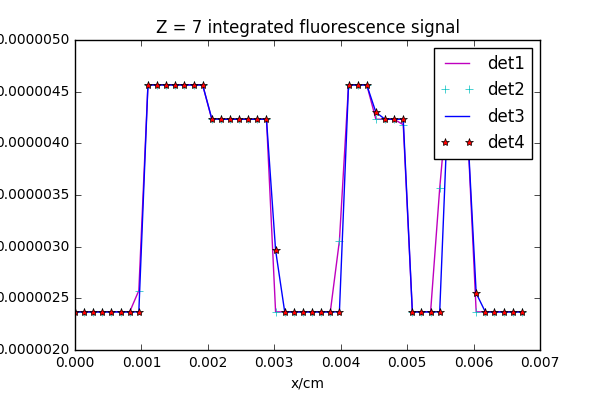 Z = 7 integrated fluorescence signal
0.0000050
0.0000045
0.0000040
0.0000035
0.0000030
0.0000025
0.0000020
det1
det2
det3
det4
0.000 0.001 0.002 0.003 0.004 0.005 0.006 0.007
x/cm